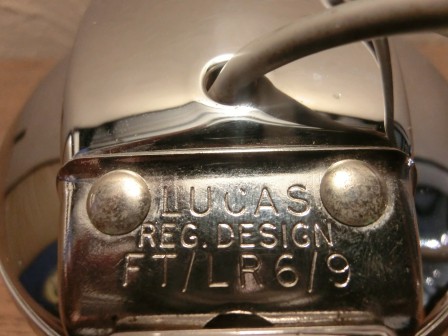 LUCAS
REG. DESIGN
FT/LR6/9